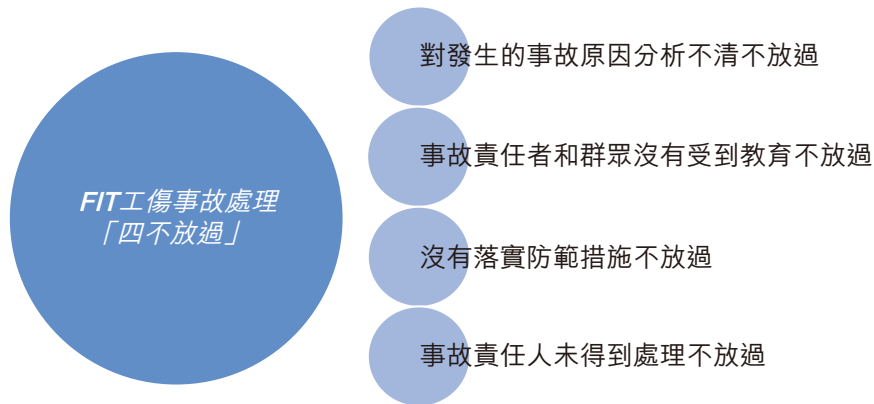 FIT工傷事故處理
「四不放過」
對發生的事故原因分析不清不放過
事故責任者和群眾沒有受到教育不放過
沒有落實防範措施不放過
事故責任人未得到處理不放過